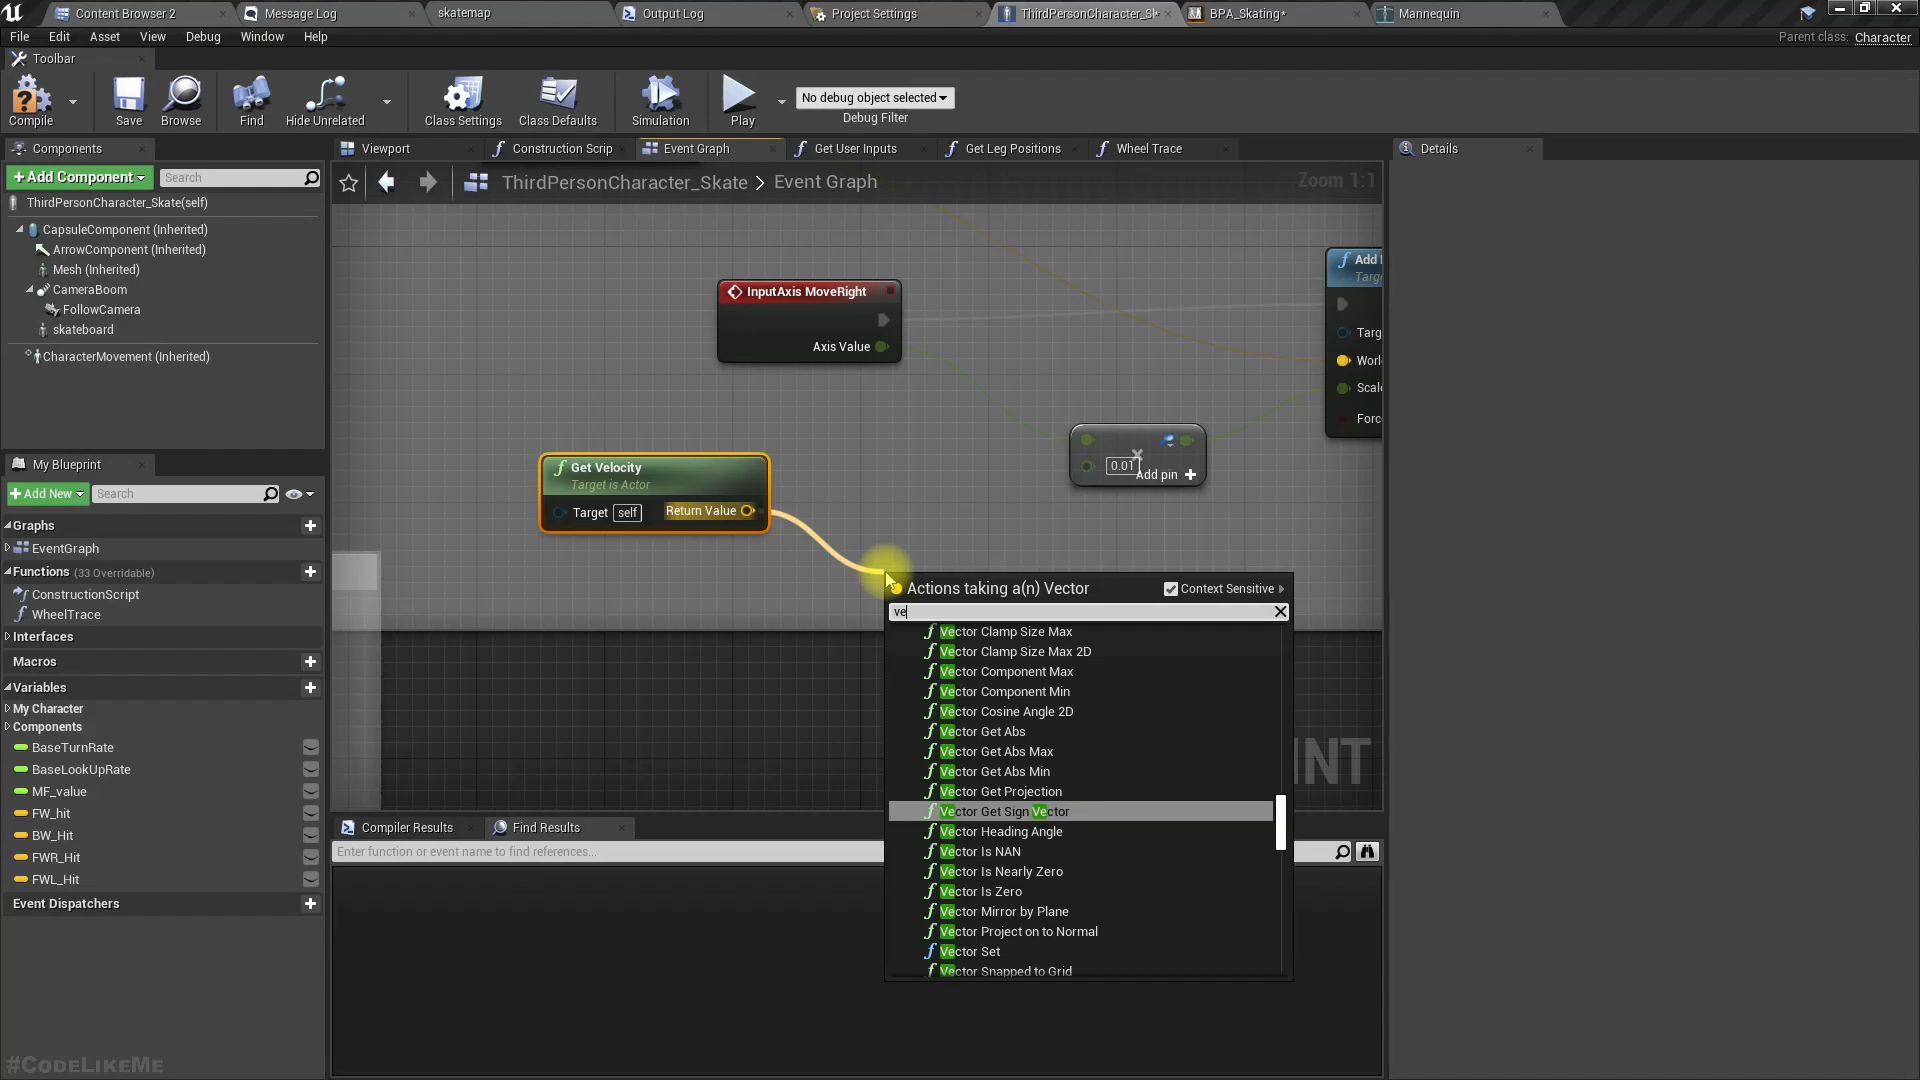 Content Browser 2
Message Log
skatemap
Output Log
Project Settings
ThirdPersonCharacter_Sk*
BPA_Skating*
Mannequin
File
Edit
Asset
View
Debug
Window
Help
Parent class: Character
Toolbar
Compile
Save
Browse
Find
Hide Unrelated
Class Settings
Class Defaults
Simulation
Play
No debug object selected
Debug Filter
Components
Viewport
Construction Scrip
Event Graph
Get User Inputs
Get Leg Positions
Wheel Trace
Details
+Add Component
Search
ThirdPersonCharacter_Skate > Event Graph
Zoom 1:1
ThirdPersonCharacter_Skate(self)
CapsuleComponent (Inherited)
ArrowComponent (Inherited)
Mesh (Inherited)
CameraBoom
FollowCamera
skateboard
CharacterMovement (Inherited)
InputAxis MoveRight
Axis Value
Add
Targ
Worl
Scale
Forc
0.01
Add pin +
Get Velocity
Target is Actor
Target self
Return Value
My Blueprint
+Add New
Search
Graphs
EventGraph
Functions (33 Overridable)
ConstructionScript
WheelTrace
Interfaces
Macros
Variables
My Character
Components
BaseTurnRate
BaseLookUpRate
MF_value
FW_hit
BW_Hit
FWR_Hit
FWL_Hit
Event Dispatchers
Actions taking a(n) Vector
Context Sensitive
ve
Vector Clamp Size Max
Vector Clamp Size Max 2D
Vector Component Max
Vector Component Min
Vector Cosine Angle 2D
Vector Get Abs
Vector Get Abs Max
Vector Get Abs Min
Vector Get Projection
Vector Get Sign Vector
Vector Heading Angle
Vector Is NAN
Vector Is Nearly Zero
Vector Is Zero
Vector Mirror by Plane
Vector Project on to Normal
Vector Set
Vector Snapped to Grid
INT
Compiler Results
Find Results
Enter function or event name to find references...
#CodeLikeMe